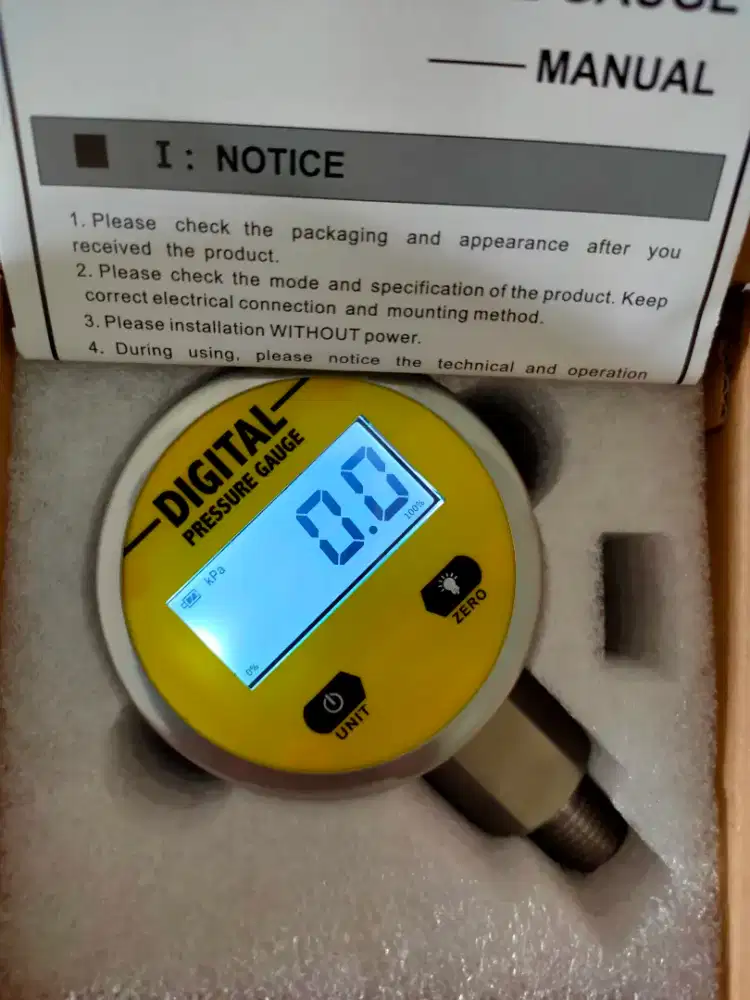 GAUGE
MANUAL
I: NOTICE
1. Please check the packaging and appearance after you
received the product.
2. Please check the mode and specification of the product. Keep
correct electrical connection and mounting method.
3. Please installation WITHOUT power.
4. During using, please notice the technical and operation
DIGITAL
PRESSURE GAUGE
kPa
0.0
0%
100%
ZERO
UNIT